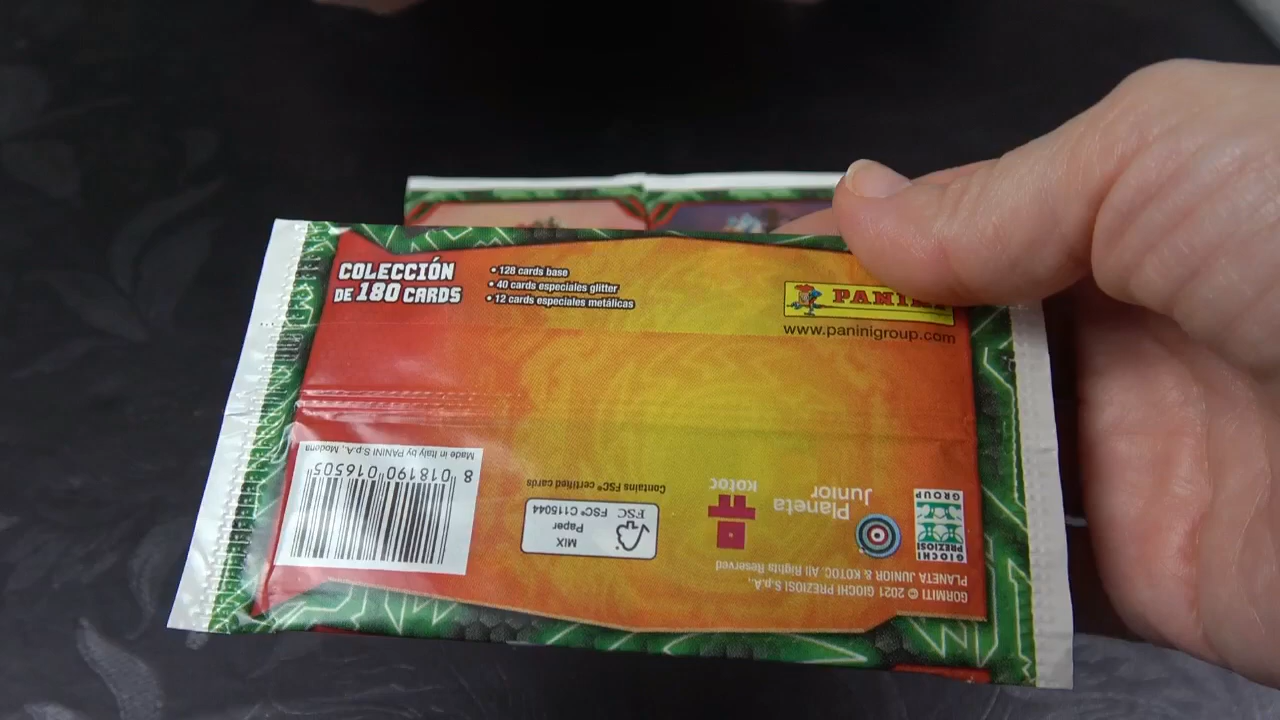 COLECCIÓN
DE 180 CARDS
• 128 cards base
• 40 cards especiales glitter
• 12 cards especiales metálicas
PANINI
www.paninigroup.com
GORMITI © 2021 GIOCHI PREZIOSI S.p.A.,
PLANETA JUNIOR & KOTOC. All Rights Reserved
GIOCHI
PREZIOSI
GROUP
Planeta
Junior
KOTOC
MIX
Paper
FSC FSC® C115044
Contains FSC® certified cards
8 018190 016505
Made in Italy by PANINI S.p.A., Modena